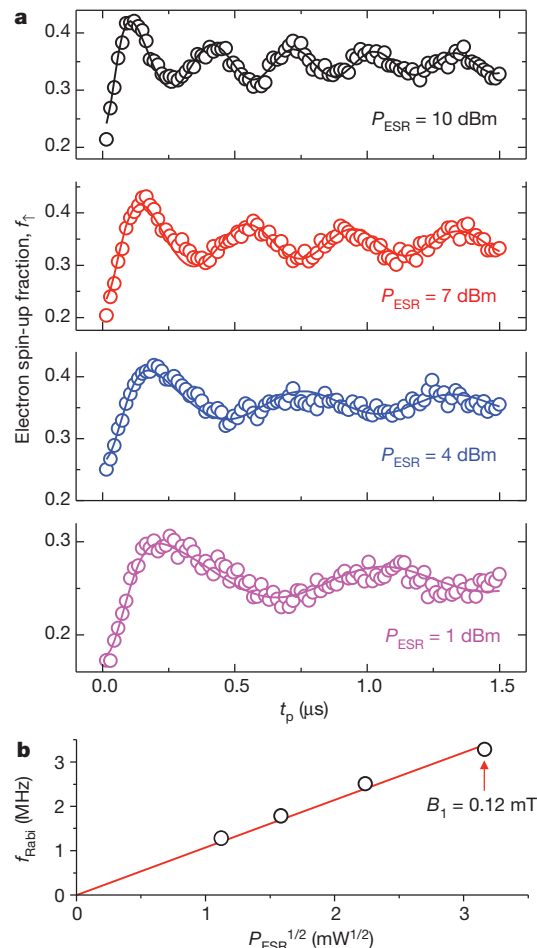 a
0.4
0.3
0.2
P_ESR = 10 dBm
0.4
0.3
0.2
P_ESR = 7 dBm
Electron spin-up fraction, f↑
0.4
0.3
0.2
P_ESR = 4 dBm
0.3
0.2
P_ESR = 1 dBm
0.0 0.5 1.0 1.5
t_p (μs)
b
3
2
1
0
f_Rabi (MHz)
B_1 = 0.12 mT
0 1 2 3
P_ESR^1/2 (mW^1/2)